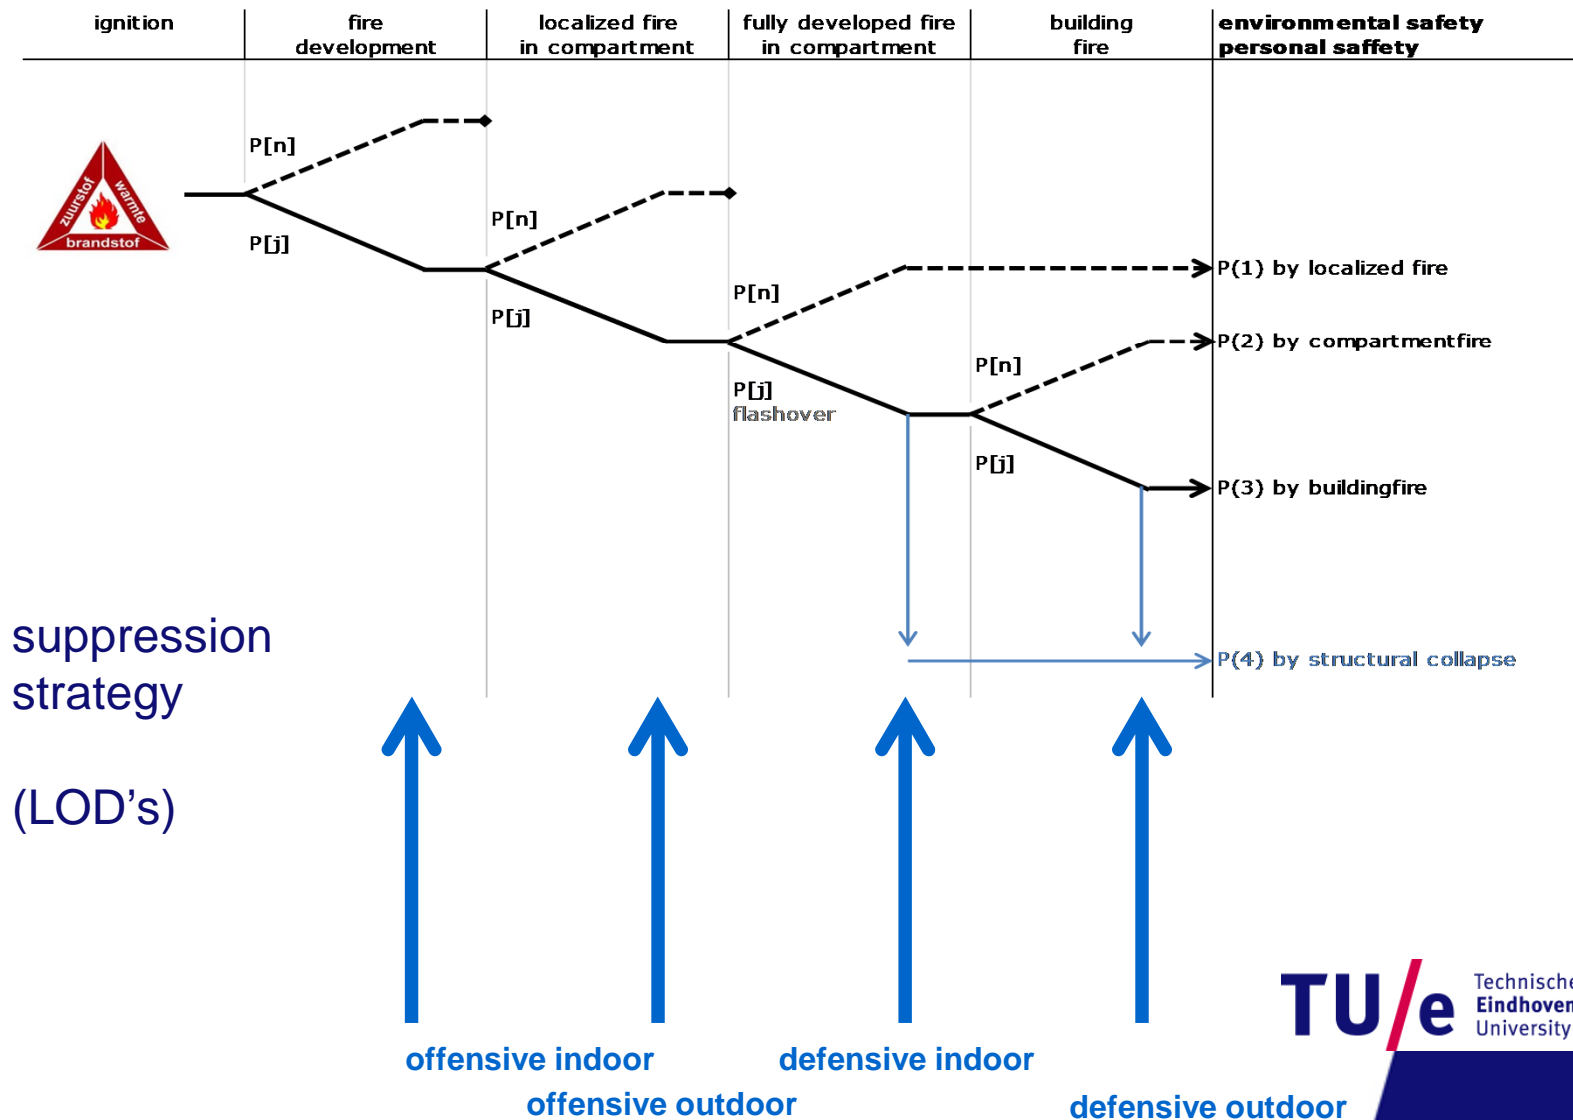 ignition
fire
development
localized fire
in compartment
fully developed fire
in compartment
building
fire
environmental safety
personal saffety
zuurstof
warmte
brandstof
P[n]
P[j]
P[n]
P[j]
P[n]
P[j]
flashover
P[n]
P[j]
P(1) by localized fire
P(2) by compartmentfire
P(3) by buildingfire
P(4) by structural collapse
suppression
strategy
(LOD's)
offensive indoor
offensive outdoor
defensive indoor
defensive outdoor
TU/e
Technische
Eindhoven
University